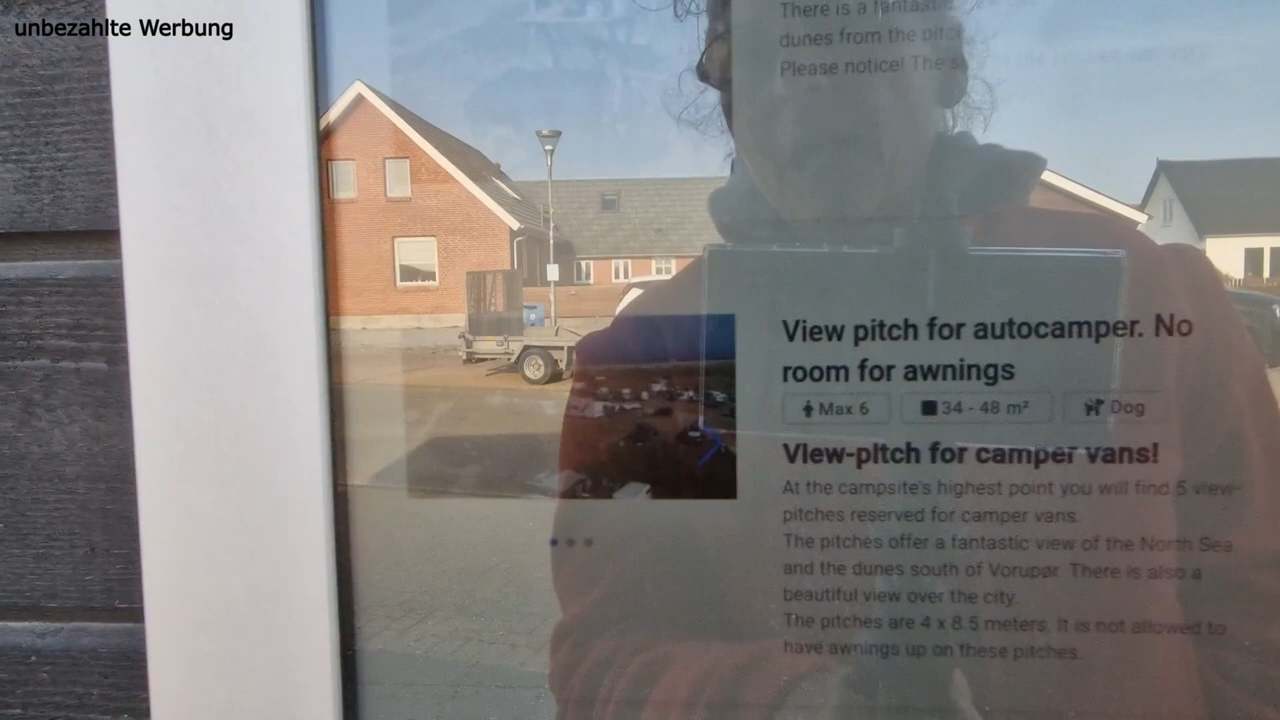 unbezahlte Werbung
There is a fantastic
dunes from the pitch
Please notice! The
View pitch for autocamper. No
room for awnings
Max 6
34 - 48 m²
Dog
View-pitch for camper vans!
At the campsite's highest point you will find 5 view-
pitches reserved for camper vans.
The pitches offer a fantastic view of the North Sea
and the dunes south of Vorupør. There is also a
beautiful view over the city.
The pitches are 4 x 8.5 meters. It is not allowed to
have awnings up on these pitches.